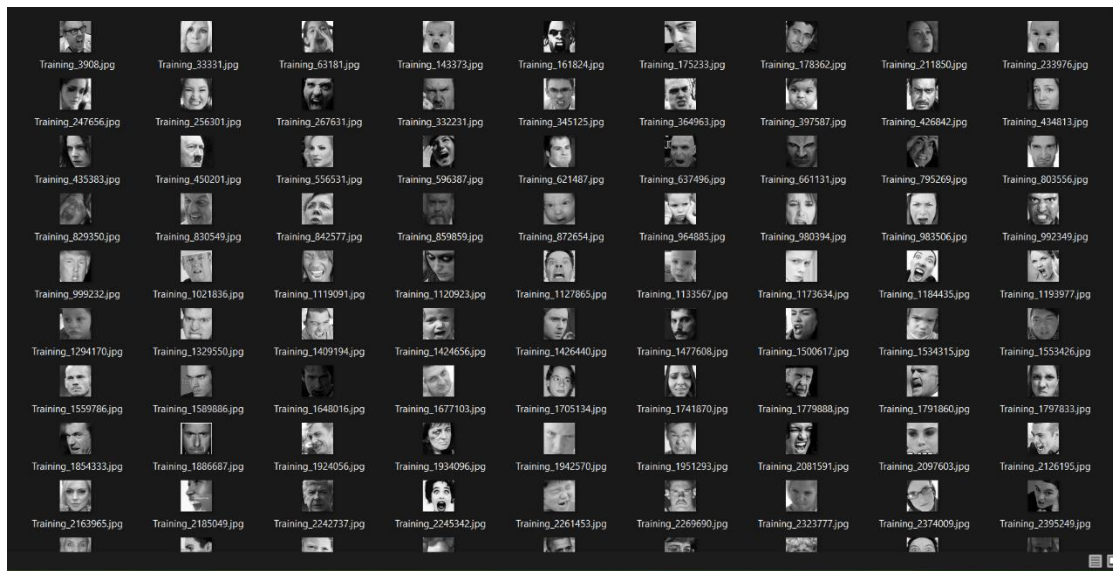 Training_3908.jpg Training_33331.jpg Training_63181.jpg Training_143373.jpg Training_161824.jpg Training_175233.jpg Training_178362.jpg Training_211850.jpg Training_233976.jpg
Training_247656.jpg Training_256301.jpg Training_267631.jpg Training_332231.jpg Training_345125.jpg Training_364963.jpg Training_397587.jpg Training_426842.jpg Training_434813.jpg
Training_435383.jpg Training_450201.jpg Training_556531.jpg Training_596387.jpg Training_621487.jpg Training_637496.jpg Training_661131.jpg Training_795269.jpg Training_803556.jpg
Training_829350.jpg Training_830549.jpg Training_842577.jpg Training_859859.jpg Training_872654.jpg Training_964885.jpg Training_980394.jpg Training_983506.jpg Training_992349.jpg
Training_999232.jpg Training_1021836.jpg Training_1119091.jpg Training_1120923.jpg Training_1127865.jpg Training_1133567.jpg Training_1173634.jpg Training_1184435.jpg Training_1193977.jpg
Training_1294170.jpg Training_1329550.jpg Training_1409194.jpg Training_1424656.jpg Training_1426440.jpg Training_1477608.jpg Training_1500617.jpg Training_1534315.jpg Training_1553426.jpg
Training_1559786.jpg Training_1589886.jpg Training_1648016.jpg Training_1677103.jpg Training_1705134.jpg Training_1741870.jpg Training_1779888.jpg Training_1791860.jpg Training_1797833.jpg
Training_1854333.jpg Training_1886687.jpg Training_1924056.jpg Training_1934096.jpg Training_1942570.jpg Training_1951293.jpg Training_2081591.jpg Training_2097603.jpg Training_2126195.jpg
Training_2163965.jpg Training_2185049.jpg Training_2242737.jpg Training_2245342.jpg Training_2261453.jpg Training_2269690.jpg Training_2323777.jpg Training_2374009.jpg Training_2395249.jpg